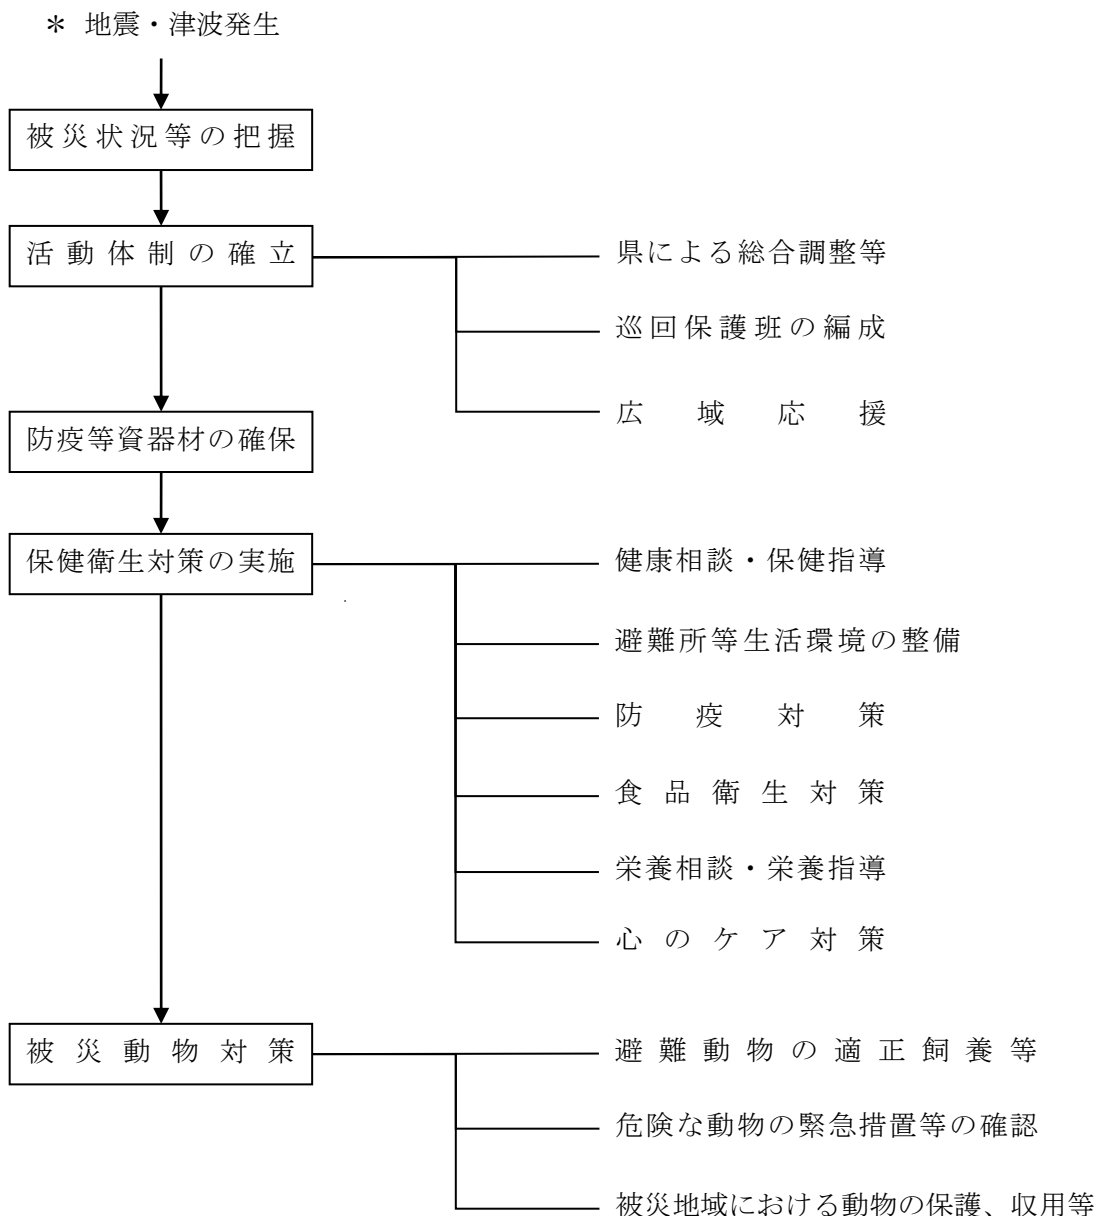 ＊ 地震・津波発生
被災状況等の把握
活動体制の確立
県による総合調整等
巡回保護班の編成
広域応援
防疫等資器材の確保
保健衛生対策の実施
健康相談・保健指導
避難所等生活環境の整備
防疫対策
食品衛生対策
栄養相談・栄養指導
心のケア対策
被災動物対策
避難動物の適正飼養等
危険な動物の緊急措置等の確認
被災地域における動物の保護、収用等